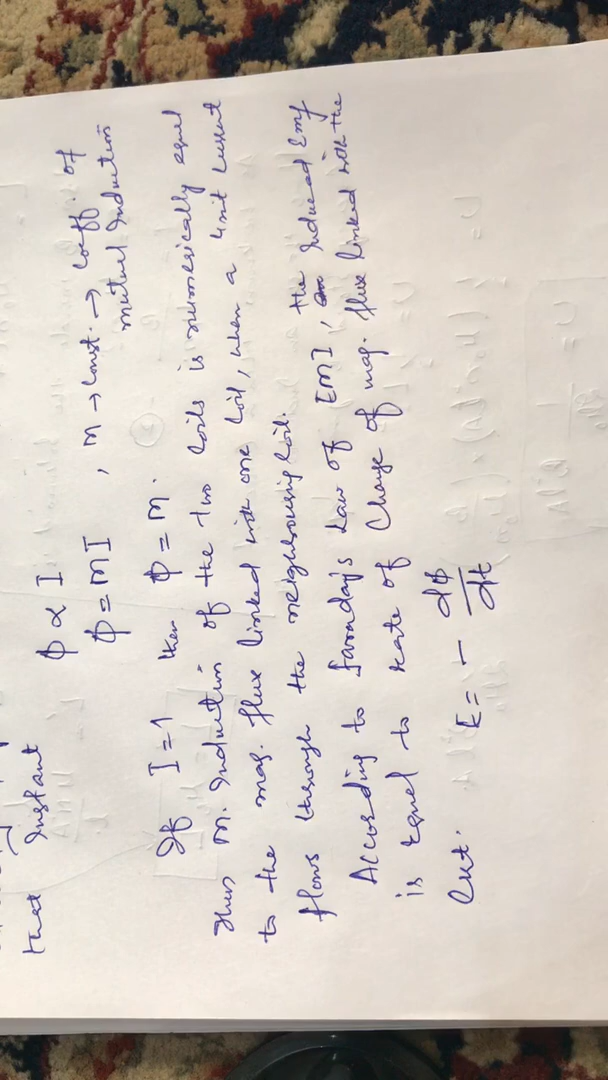 that instant
φ ∝ I
φ = mI , m → const. → coeff. of
mutual induction
If I = 1 then φ = m.
Thus m. induction of the two coils is numerically equal
to the mag. flux linked with one coil, when a unit current
flows through the neighbouring coil.
According to faraday's law of EMI, the induced Emf
is equal to rate of change of mag. flux linked with the
cut.
E = - dφ/dt